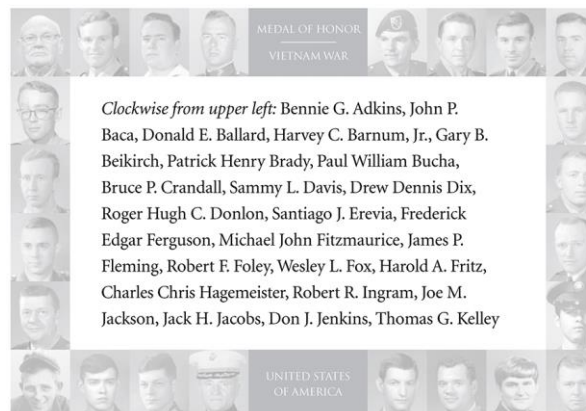 MEDAL OF HONOR
VIETNAM WAR
Clockwise from upper left: Bennie G. Adkins, John P.
Baca, Donald E. Ballard, Harvey C. Barnum, Jr., Gary B.
Beikirch, Patrick Henry Brady, Paul William Bucha,
Bruce P. Crandall, Sammy L. Davis, Drew Dennis Dix,
Roger Hugh C. Donlon, Santiago J. Erevia, Frederick
Edgar Ferguson, Michael John Fitzmaurice, James P.
Fleming, Robert F. Foley, Wesley L. Fox, Harold A. Fritz,
Charles Chris Hagemeister, Robert R. Ingram, Joe M.
Jackson, Jack H. Jacobs, Don J. Jenkins, Thomas G. Kelley
UNITED STATES
OF AMERICA